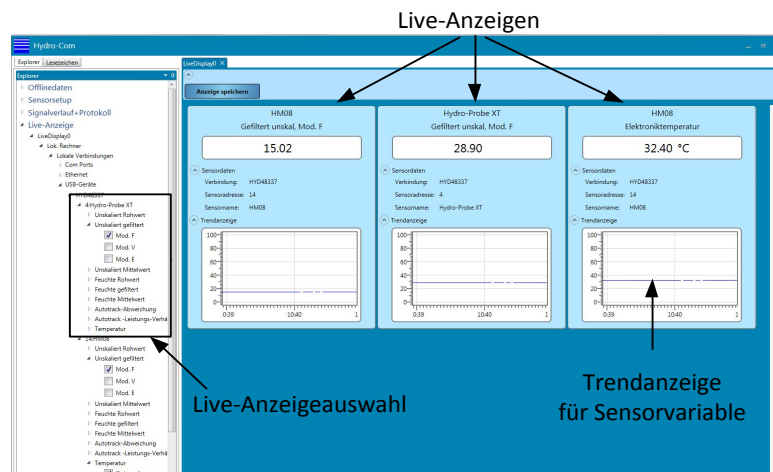 Live-Anzeigen
Hydro-Com
Explorer Lesezeichen
Explorer
Offlinedaten
Sensorsetup
Signalverlauf+Protokoll
Live-Anzeige
LiveDisplay0
Lok. Rechner
Lokale Verbindungen
Com Ports
Ethernet
USB-Geräte
HYD48337
4:Hydro-Probe XT
Unskaliert Rohwert
Unskaliert gefiltert
Mod. F
Mod. V
Mod. E
Unskaliert Mittelwert
Feuchte Rohwert
Feuchte gefiltert
Feuchte Mittelwert
Autotrack-Abweichung
Autotrack -Leistungs-Verhä
Temperatur
14:HM08
Unskaliert Rohwert
Unskaliert gefiltert
Mod. F
Mod. V
Mod. E
Unskaliert Mittelwert
Feuchte Rohwert
Feuchte gefiltert
Feuchte Mittelwert
Autotrack-Abweichung
Autotrack -Leistungs-Verhä
Temperatur
LiveDisplay0
Anzeige speichern
HM08
Gefiltert unskal, Mod. F
15.02
Sensordaten
Verbindung: HYD48337
Sensoradresse: 14
Sensorname: HM08
Trendanzeige
100
80
60
40
20
0
0:39 10:40 1
Hydro-Probe XT
Gefiltert unskal, Mod. F
28.90
Sensordaten
Verbindung: HYD48337
Sensoradresse: 4
Sensorname: Hydro-Probe XT
Trendanzeige
100
80
60
40
20
0
0:39 10:40 1
HM08
Elektroniktemperatur
32.40 °C
Sensordaten
Verbindung: HYD48337
Sensoradresse: 14
Sensorname: HM08
Trendanzeige
100
80
60
40
20
0
0:39 10:40 1
Live-Anzeigeauswahl
Trendanzeige
für Sensorvariable